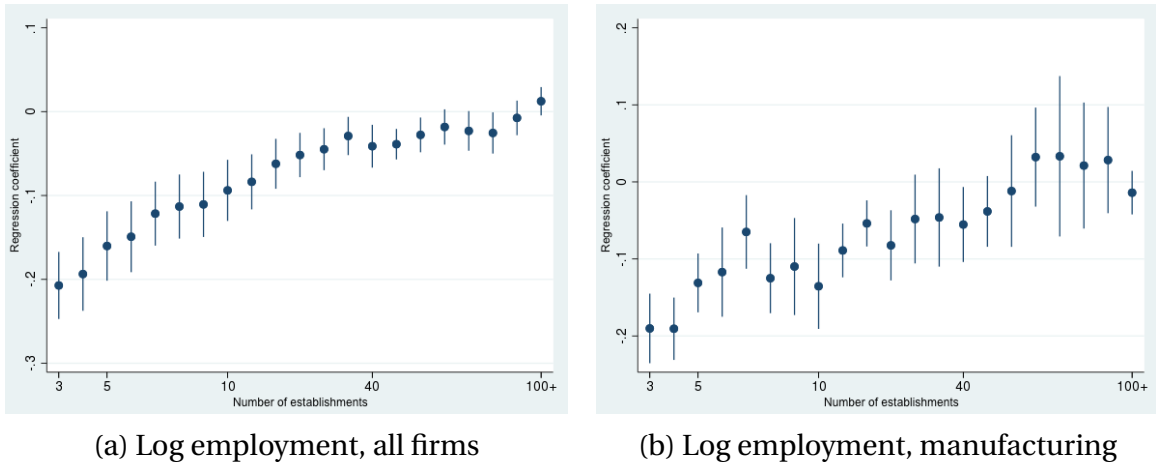 .1
0
-.1
-.2
-.3
Regression coefficient
3 5 10 40 100+
Number of establishments
(a) Log employment, all firms
.2
.1
0
-.1
-.2
Regression coefficient
3 5 10 40 100+
Number of establishments
(b) Log employment, manufacturing